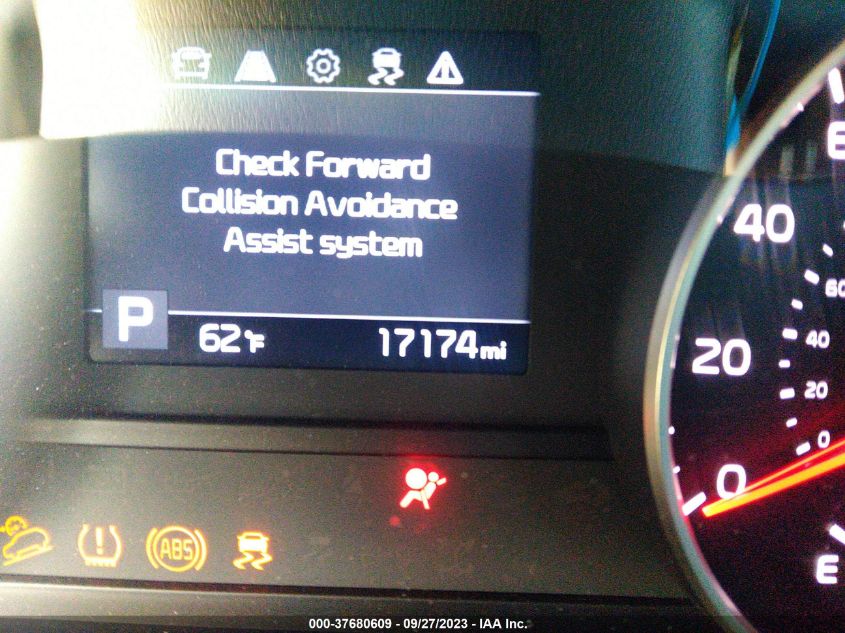 Check Forward
Collision Avoidance
Assist system
P 62°F 17174 mi
40
60
20
40
20
0
0
E
! ABS
000-37680609 - 09/27/2023 - IAA Inc.